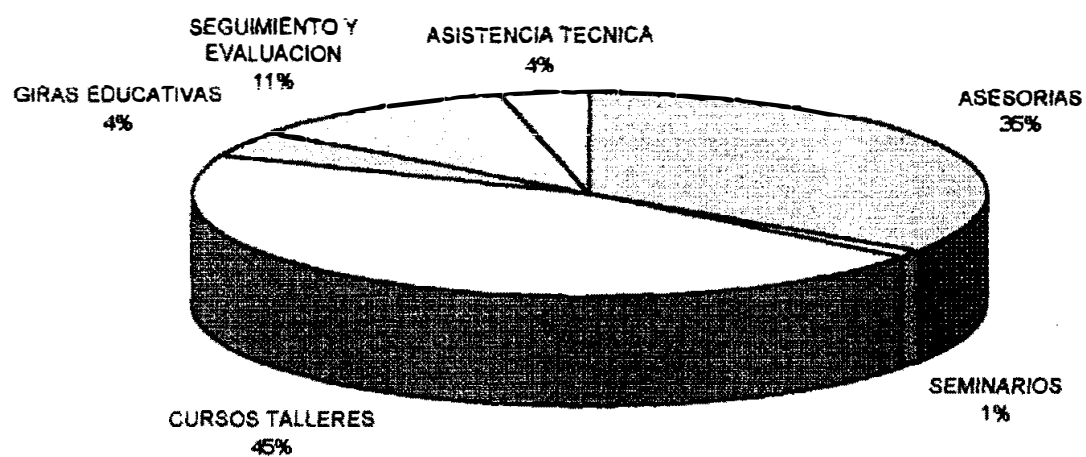 SEGUIMIENTO Y
EVALUACION
11%
ASISTENCIA TECNICA
4%
GIRAS EDUCATIVAS
4%
ASESORIAS
35%
SEMINARIOS
1%
CURSOS TALLERES
45%